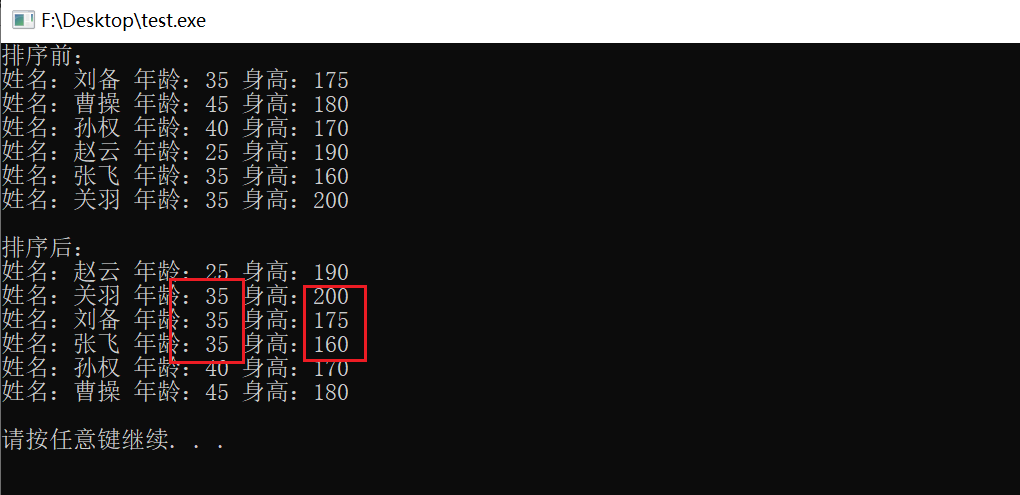 F:\Desktop\test.exe
排序前：
姓名：刘备 年龄：35 身高：175
姓名：曹操 年龄：45 身高：180
姓名：孙权 年龄：40 身高：170
姓名：赵云 年龄：25 身高：190
姓名：张飞 年龄：35 身高：160
姓名：关羽 年龄：35 身高：200
排序后：
姓名：赵云 年龄：25 身高：190
姓名：关羽 年龄：35 身高：200
姓名：刘备 年龄：35 身高：175
姓名：张飞 年龄：35 身高：160
姓名：孙权 年龄：40 身高：170
姓名：曹操 年龄：45 身高：180
请按任意键继续. . .